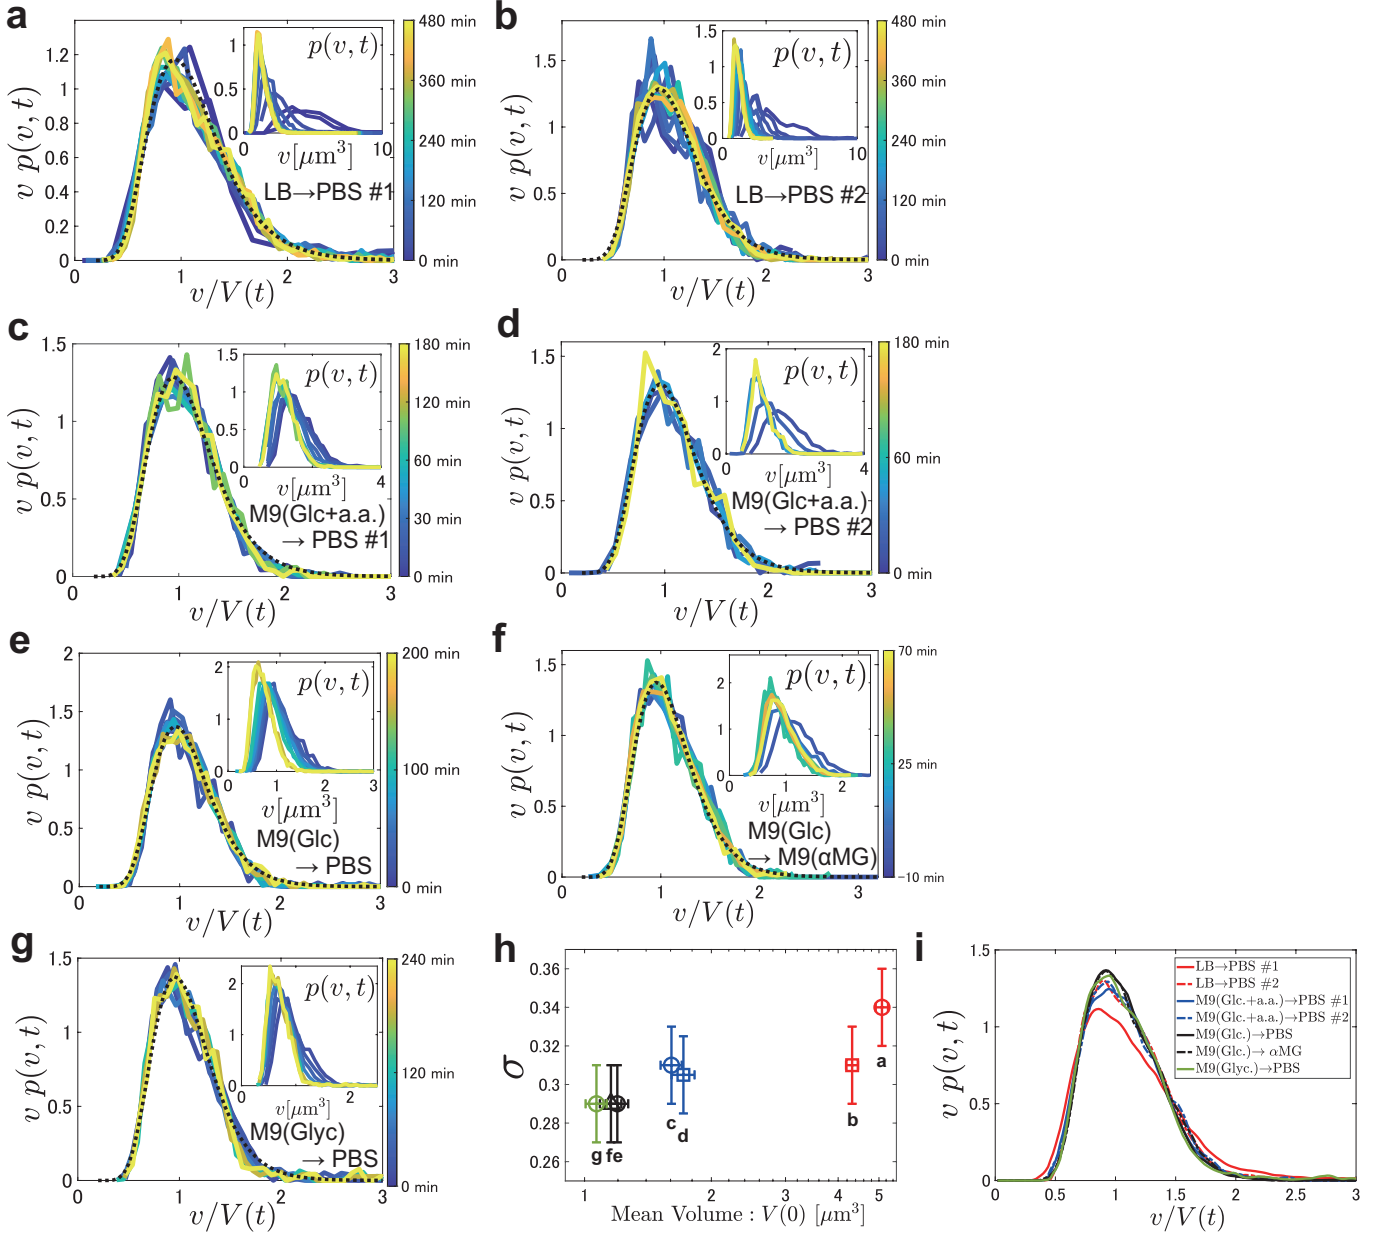 a
1.2
1.0
0.8
0.6
0.4
0.2
0
0
1
2
3
v p(v, t)
v/V(t)
p(v, t)
1
0.5
0
0
10
v[μm³]
LB→PBS #1
480 min
360 min
240 min
120 min
0 min
b
1.5
1
0.5
0
0
1
2
3
v p(v, t)
v/V(t)
p(v, t)
1.5
1
0.5
0
0
10
v[μm³]
LB→PBS #2
480 min
360 min
240 min
120 min
0 min
c
1.5
1
0.5
0
0
1
2
3
v p(v, t)
v/V(t)
p(v, t)
1.5
1
0.5
0
0
4
v[μm³]
M9(Glc+a.a.)
→ PBS #1
180 min
120 min
60 min
30 min
0 min
d
1.5
1
0.5
0
0
1
2
3
v p(v, t)
v/V(t)
p(v, t)
2
1
0
0
4
v[μm³]
M9(Glc+a.a.)
→ PBS #2
180 min
60 min
0 min
e
2
1.5
1
0.5
0
0
1
2
3
v p(v, t)
v/V(t)
p(v, t)
2
1
0
0
1
2
3
v[μm³]
M9(Glc)
→ PBS
200 min
100 min
0 min
f
1.5
1
0.5
0
0
1
2
3
v p(v, t)
v/V(t)
p(v, t)
2
1
0
0
1
2
v[μm³]
M9(Glc)
→ M9(αMG)
70 min
25 min
−10 min
g
1.5
1
0.5
0
0
1
2
3
v p(v, t)
v/V(t)
p(v, t)
2
1
0
0
1
2
v[μm³]
M9(Glyc)
→ PBS
240 min
160 min
120 min
80 min
40 min
0 min
h
σ
0.36
0.34
0.32
0.3
0.28
0.26
1
2
3
4
5
Mean Volume : V(0) [μm³]
g
f
e
c
d
b
a
i
1.5
1
0.5
0
0
0.5
1
1.5
2
2.5
3
v p(v, t)
v/V(t)
LB→PBS #1
LB→PBS #2
M9(Glc.+a.a.)→PBS #1
M9(Glc.+a.a.)→PBS #2
M9(Glc.)→PBS
M9(Glc.)→ αMG
M9(Glyc.)→PBS